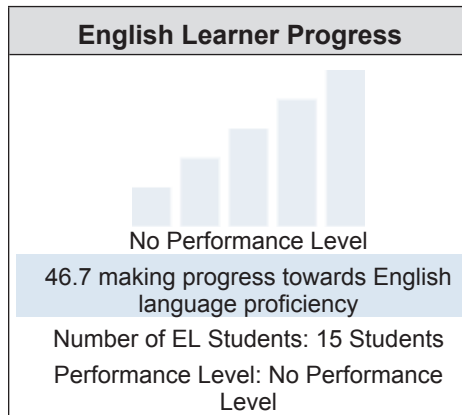 English Learner Progress
No Performance Level
46.7 making progress towards English
language proficiency
Number of EL Students: 15 Students
Performance Level: No Performance
Level